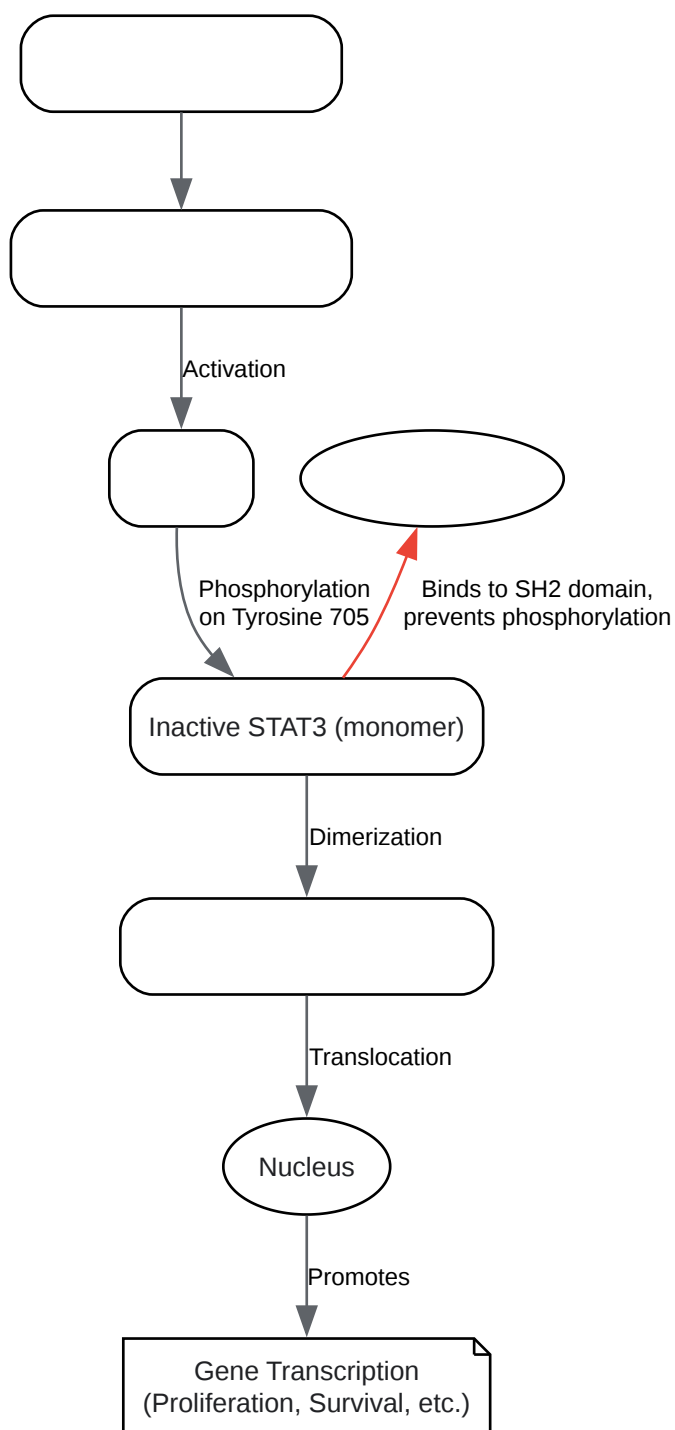 Activation
Phosphorylation
on Tyrosine 705
Binds to SH2 domain,
prevents phosphorylation
Inactive STAT3 (monomer)
Dimerization
Translocation
Nucleus
Promotes
Gene Transcription
(Proliferation, Survival, etc.)